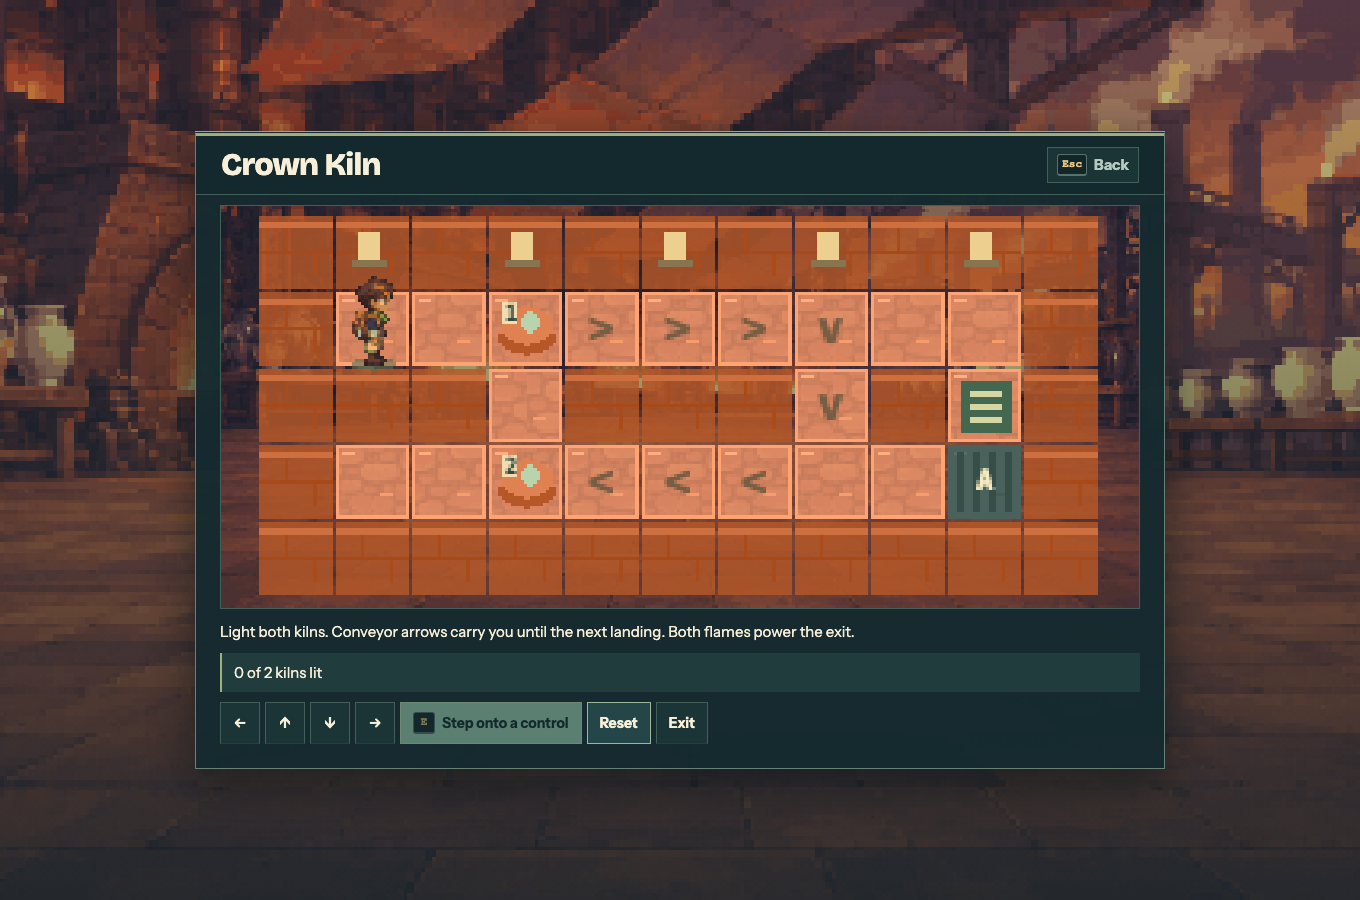 Crown Kiln
Esc Back
1
> > > v
v
2 < < < A
Light both kilns. Conveyor arrows carry you until the next landing. Both flames power the exit.
0 of 2 kilns lit
← ↑ ↓ → E Step onto a control Reset Exit